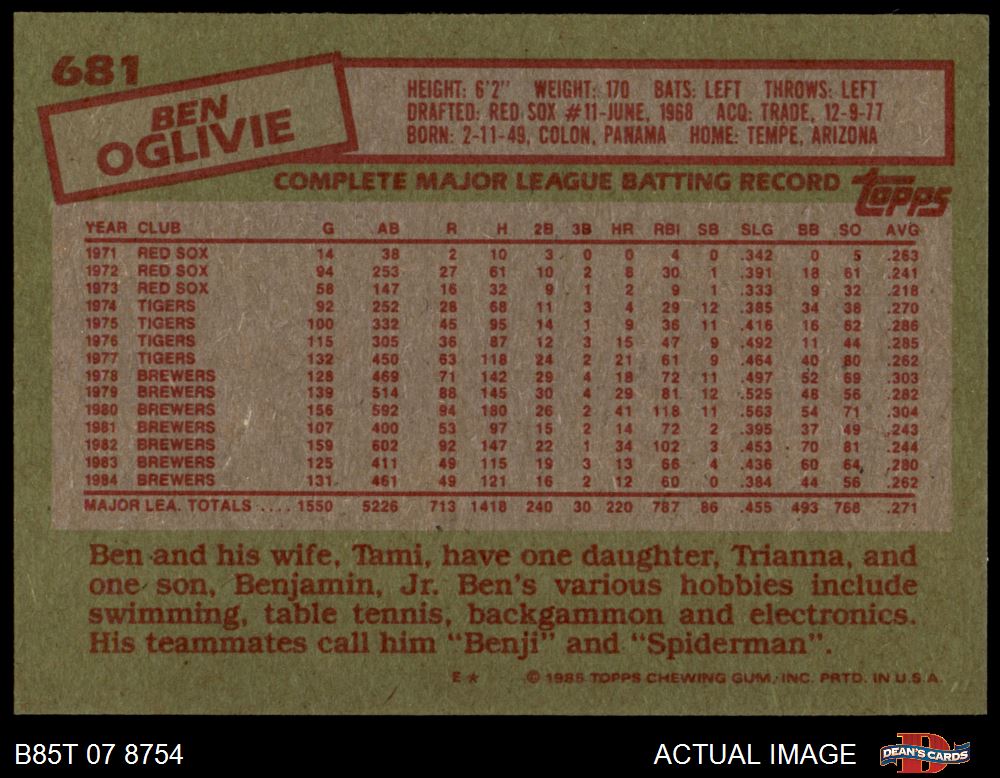 681
BEN
OGLIVIE
HEIGHT: 6'2" WEIGHT: 170 BATS: LEFT THROWS: LEFT
DRAFTED: RED SOX #11-JUNE, 1968 ACQ: TRADE, 12-9-77
BORN: 2-11-49, COLON, PANAMA HOME: TEMPE, ARIZONA
COMPLETE MAJOR LEAGUE BATTING RECORD
topps
YEAR CLUB G AB R H 2B 3B HR RBI SB SLG BB SO AVG
1971 RED SOX 14 38 2 10 3 0 0 4 0 .342 0 5 .263
1972 RED SOX 94 253 27 61 10 2 8 30 1 .391 18 61 .241
1973 RED SOX 58 147 16 32 9 1 2 9 1 .333 9 32 .218
1974 TIGERS 92 252 28 68 11 3 4 29 12 .385 34 38 .270
1975 TIGERS 100 332 45 95 14 1 9 36 11 .416 16 62 .286
1976 TIGERS 115 305 36 87 12 3 15 47 9 .492 11 44 .285
1977 TIGERS 132 450 63 118 24 2 21 61 9 .464 40 80 .262
1978 BREWERS 128 469 71 142 29 4 18 72 11 .497 52 69 .303
1979 BREWERS 139 514 88 145 30 4 29 81 12 .525 48 56 .282
1980 BREWERS 156 592 94 180 26 2 41 118 11 .563 54 71 .304
1981 BREWERS 107 400 53 97 15 2 14 72 2 .395 37 49 .243
1982 BREWERS 159 602 92 147 22 1 34 102 3 .453 70 81 .244
1983 BREWERS 125 411 49 115 19 3 13 66 4 .436 60 64 .280
1984 BREWERS 131 461 49 121 16 2 12 60 0 .384 44 56 .262
MAJOR LEA. TOTALS .... 1550 5226 713 1418 240 30 220 787 86 .455 493 768 .271
Ben and his wife, Tami, have one daughter, Trianna, and
one son, Benjamin, Jr. Ben's various hobbies include
swimming, table tennis, backgammon and electronics.
His teammates call him "Benji" and "Spiderman".
E * © 1985 TOPPS CHEWING GUM, INC. PRTD. IN U.S.A.
B85T 07 8754 ACTUAL IMAGE DEAN'S CARDS